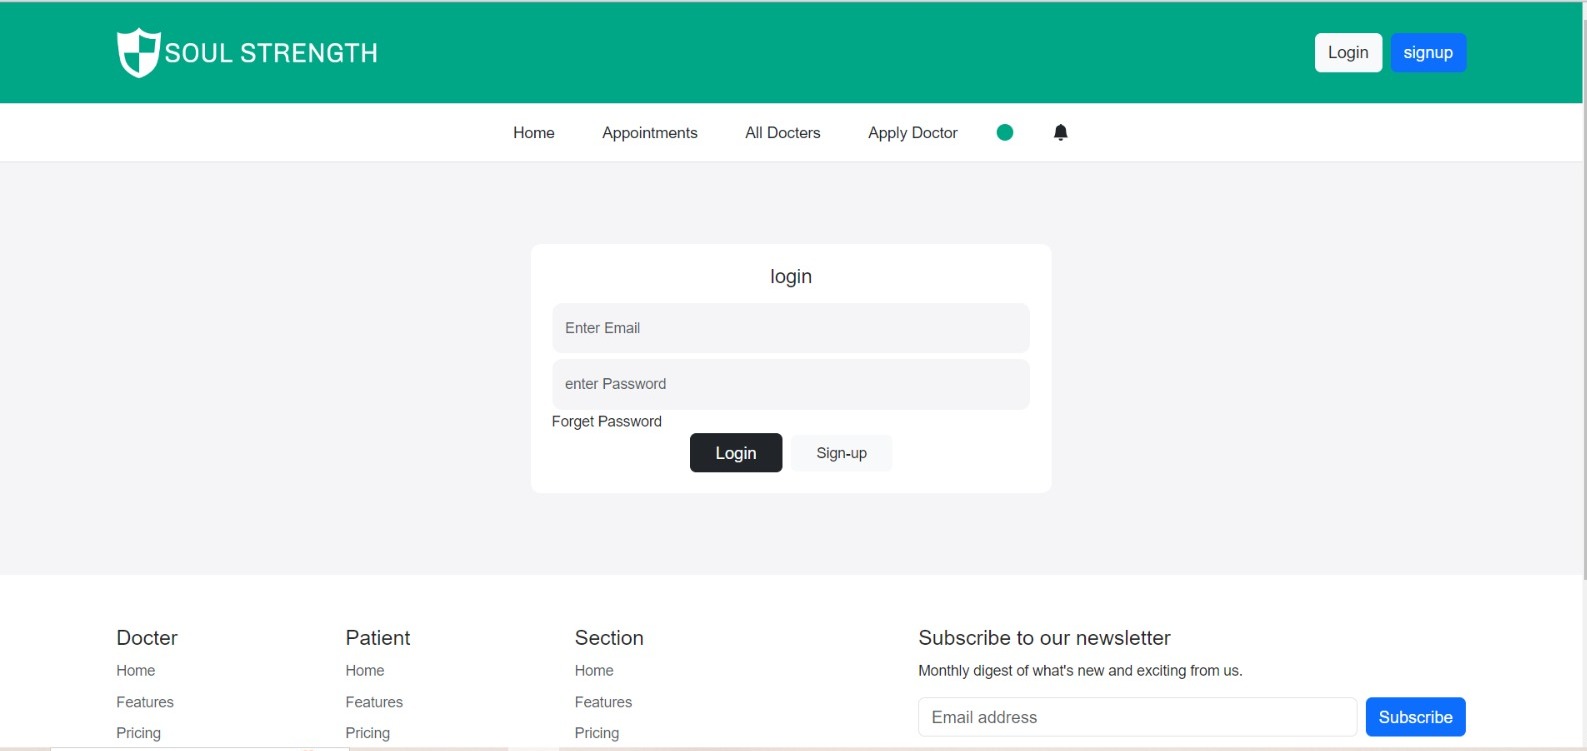 SOUL STRENGTH
Login signup
Home Appointments All Docters Apply Doctor
login
Enter Email
enter Password
Forget Password
Login Sign-up
Docter Patient Section Subscribe to our newsletter
Home Home Home Monthly digest of what's new and exciting from us.
Features Features Features
Pricing Pricing Pricing
Email address Subscribe